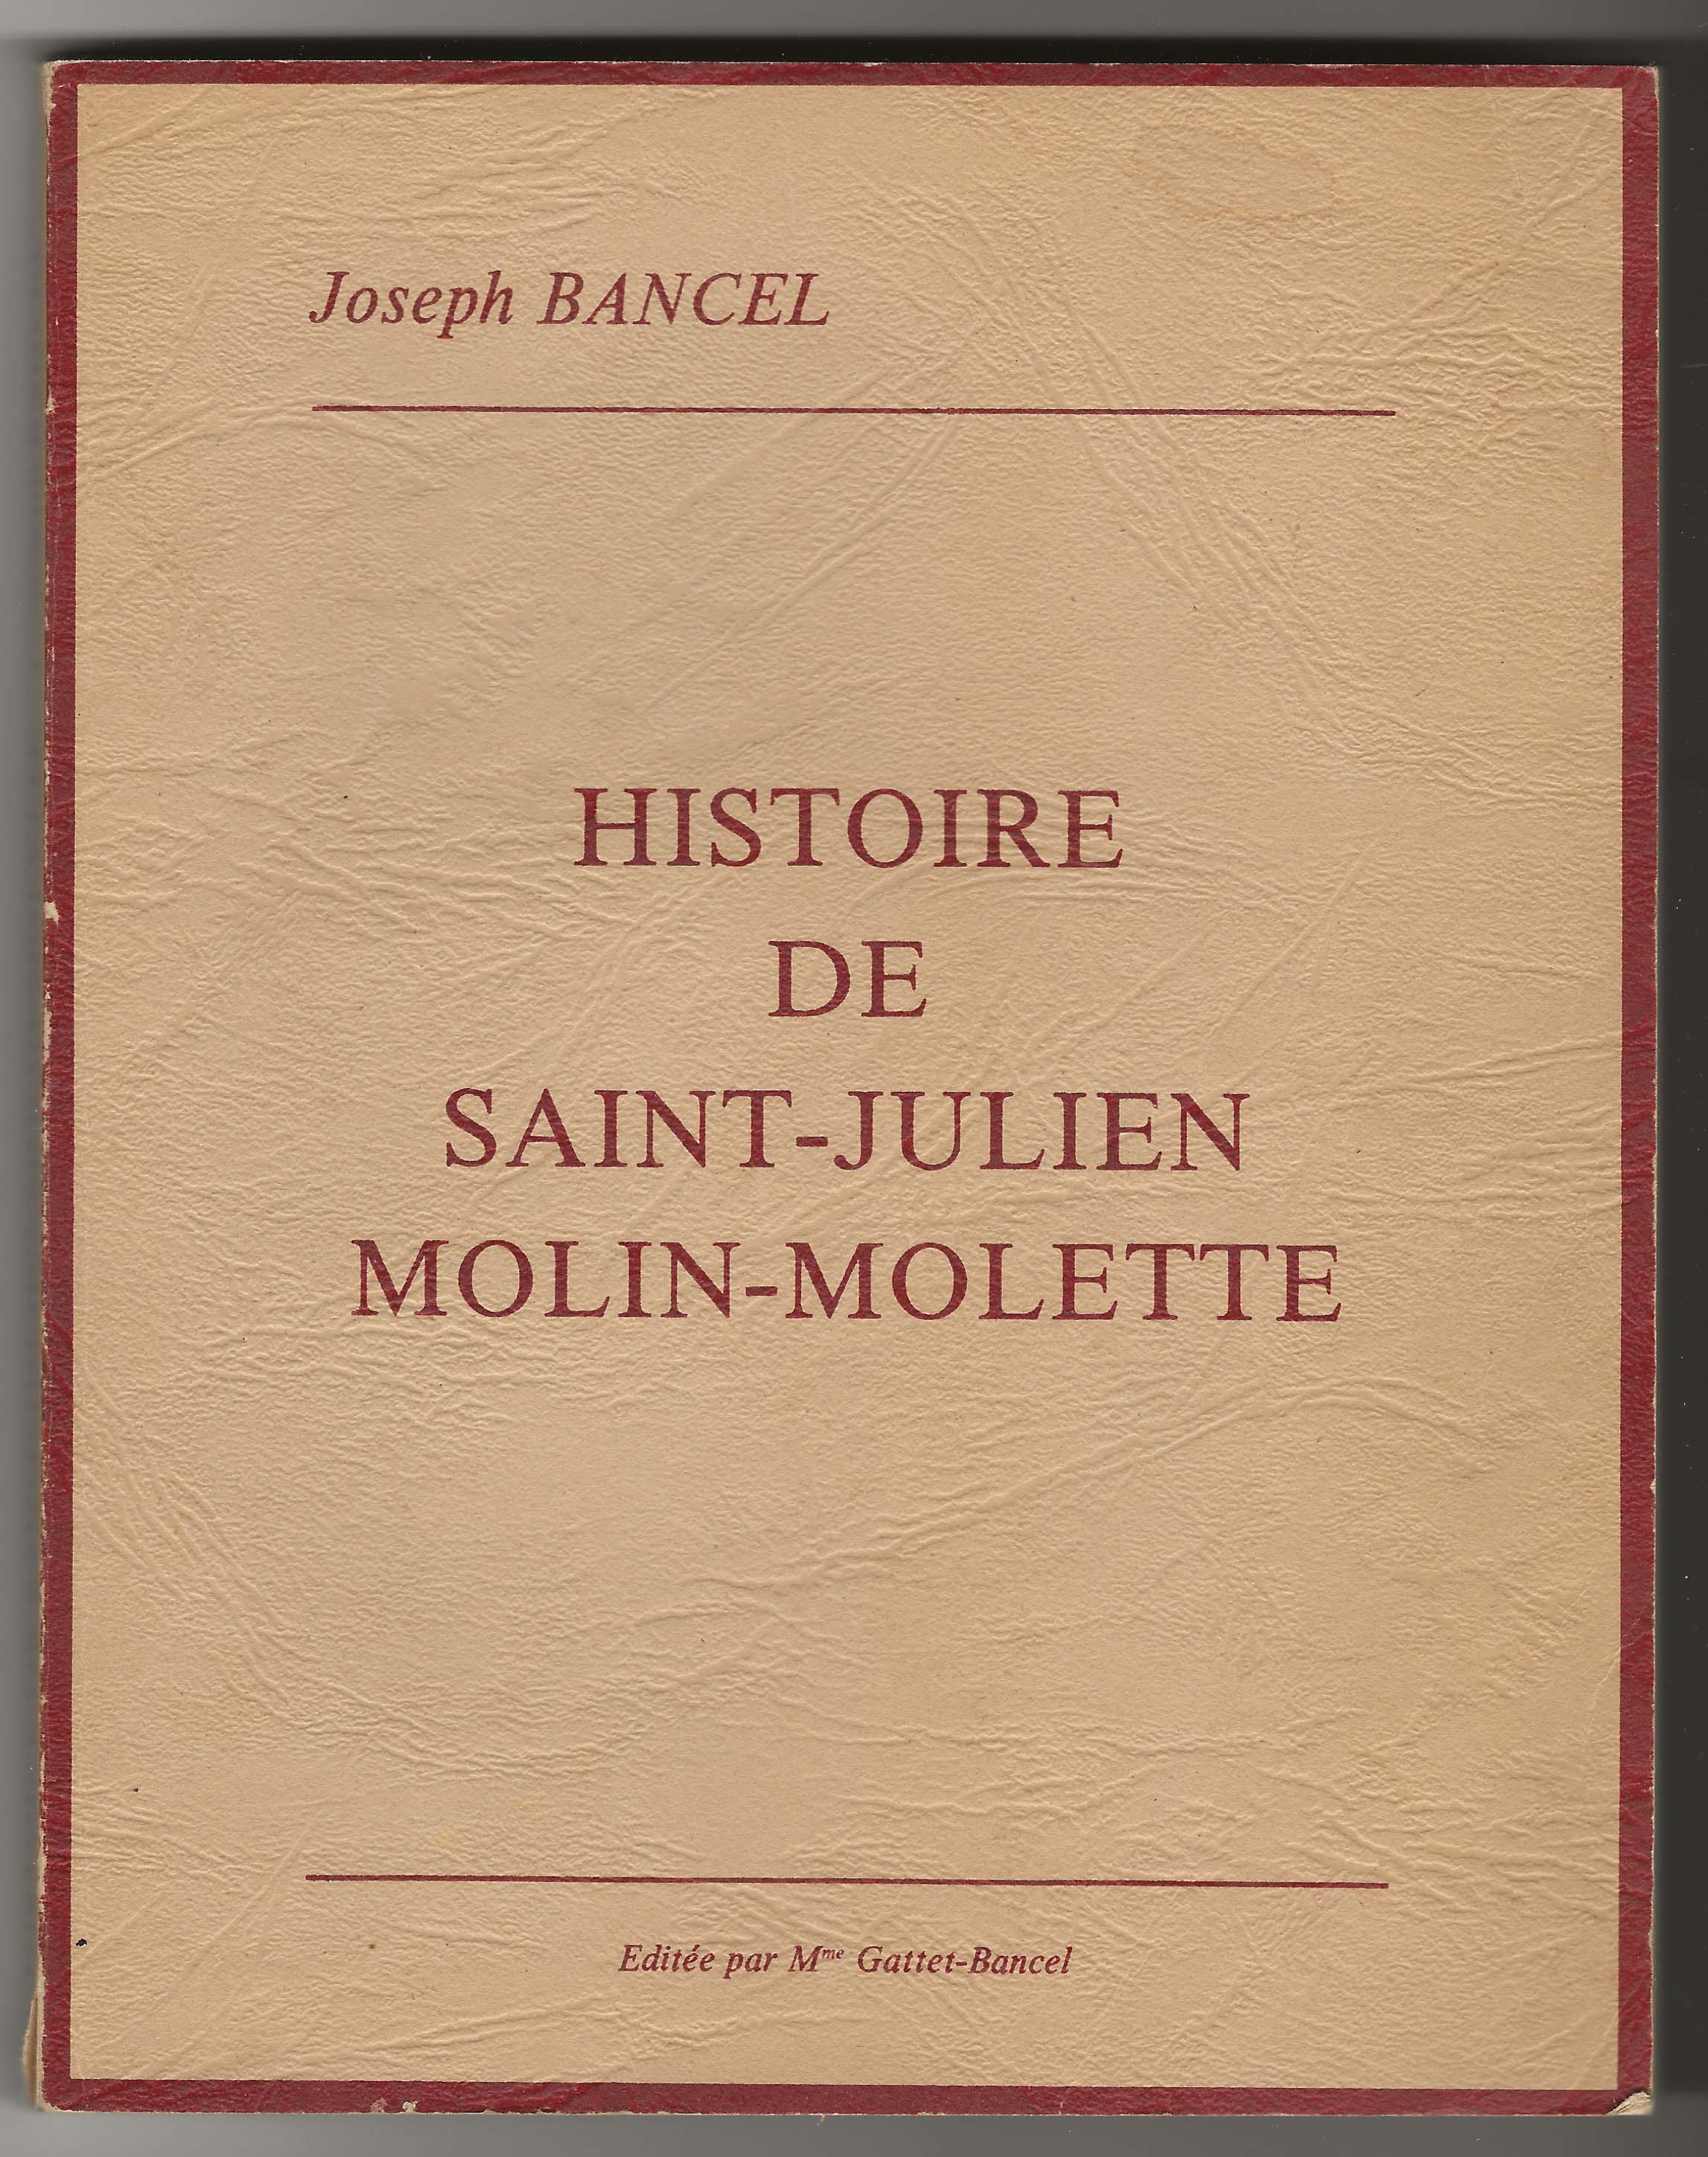 Joseph BANCEL
HISTOIRE
DE
SAINT-JULIEN
MOLIN-MOLETTE
Editée par Mme Gattet-Bancel